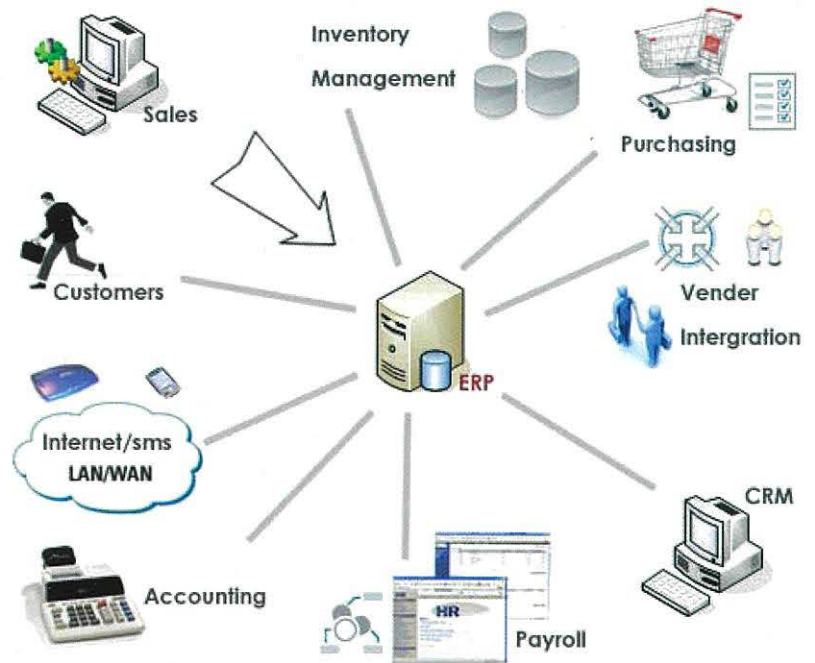 Inventory
Management
Sales
Purchasing
Customers
Vender
Intergration
ERP
Internet/sms
LAN/WAN
CRM
Accounting
HR
Payroll